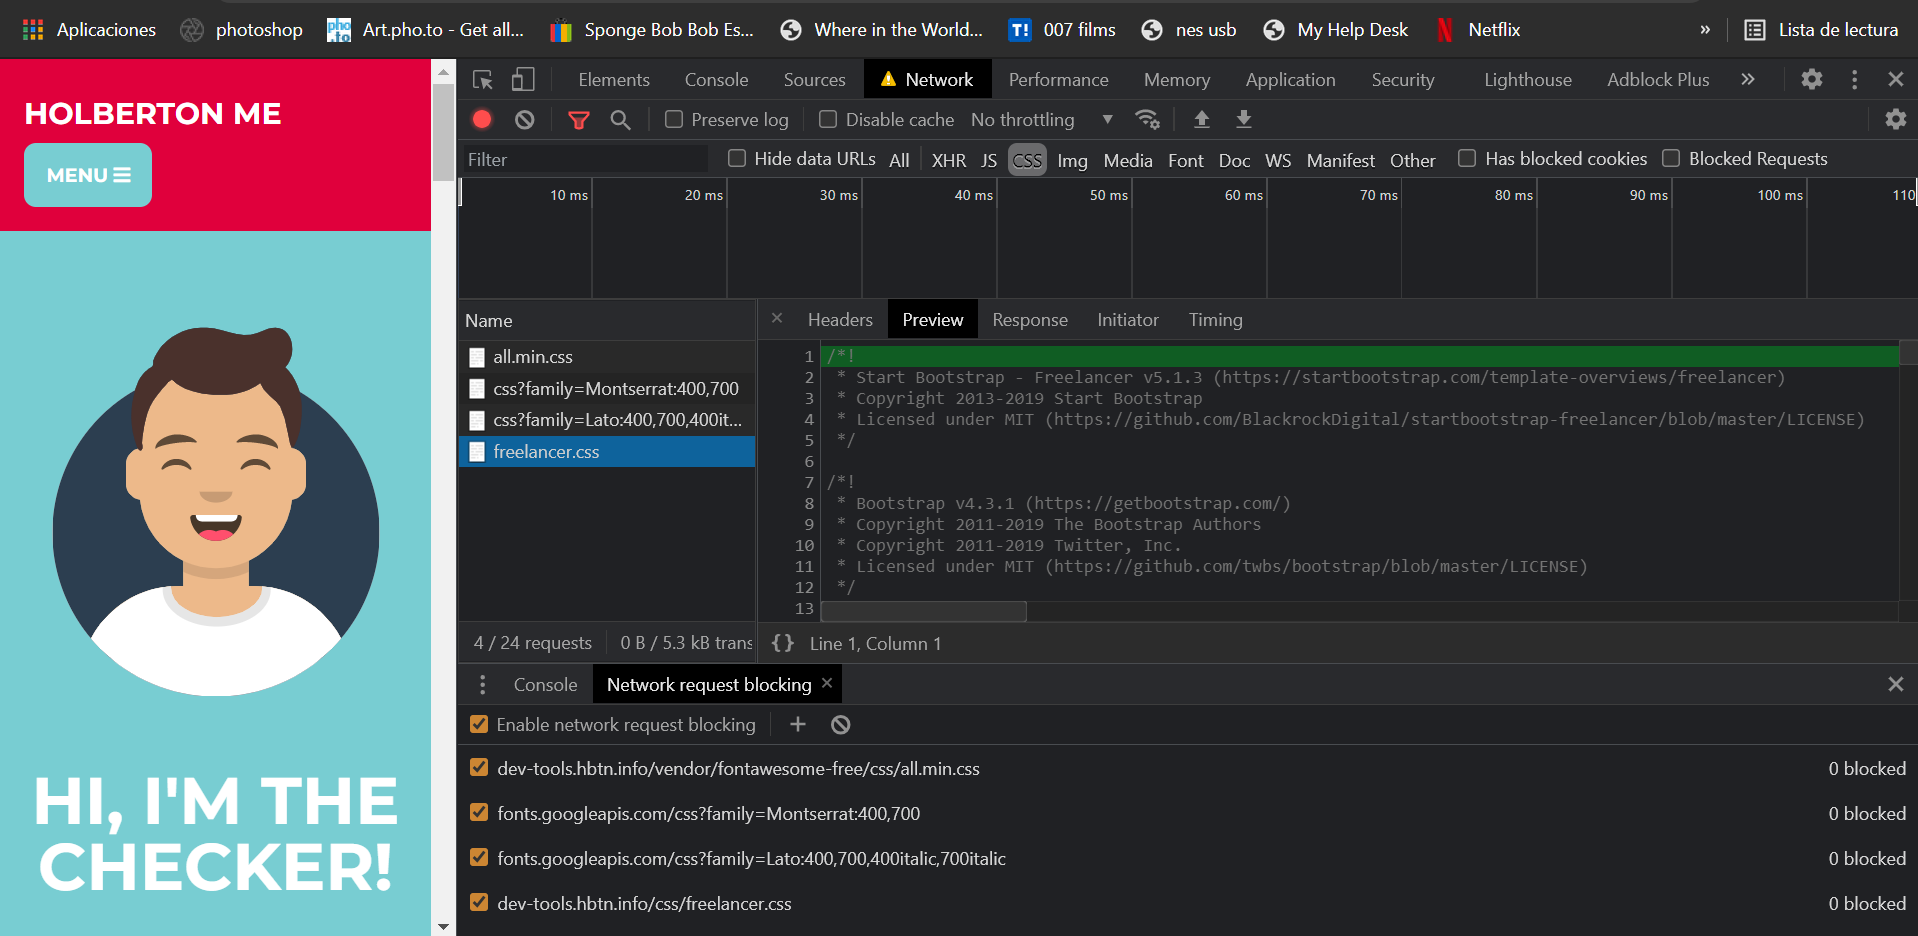 Aplicaciones photoshop Art.pho.to - Get all... Sponge Bob Bob Es... Where in the World... T! 007 films nes usb My Help Desk Netflix » Lista de lectura
HOLBERTON ME
MENU
HI, I'M THE
CHECKER!
Elements Console Sources Network Performance Memory Application Security Lighthouse Adblock Plus »
Preserve log Disable cache No throttling
Filter Hide data URLs All XHR JS CSS Img Media Font Doc WS Manifest Other Has blocked cookies Blocked Requests
10 ms 20 ms 30 ms 40 ms 50 ms 60 ms 70 ms 80 ms 90 ms 100 ms 110
Name
all.min.css
css?family=Montserrat:400,700
css?family=Lato:400,700,400it...
freelancer.css
4 / 24 requests 0 B / 5.3 kB trans
Headers Preview Response Initiator Timing
1 /*!
2 * Start Bootstrap - Freelancer v5.1.3 (https://startbootstrap.com/template-overviews/freelancer)
3 * Copyright 2013-2019 Start Bootstrap
4 * Licensed under MIT (https://github.com/BlackrockDigital/startbootstrap-freelancer/blob/master/LICENSE)
5 */
6
7 /*!
8 * Bootstrap v4.3.1 (https://getbootstrap.com/)
9 * Copyright 2011-2019 The Bootstrap Authors
10 * Copyright 2011-2019 Twitter, Inc.
11 * Licensed under MIT (https://github.com/twbs/bootstrap/blob/master/LICENSE)
12 */
13
{} Line 1, Column 1
Console Network request blocking
Enable network request blocking
dev-tools.hbtn.info/vendor/fontawesome-free/css/all.min.css 0 blocked
fonts.googleapis.com/css?family=Montserrat:400,700 0 blocked
fonts.googleapis.com/css?family=Lato:400,700,400italic,700italic 0 blocked
dev-tools.hbtn.info/css/freelancer.css 0 blocked